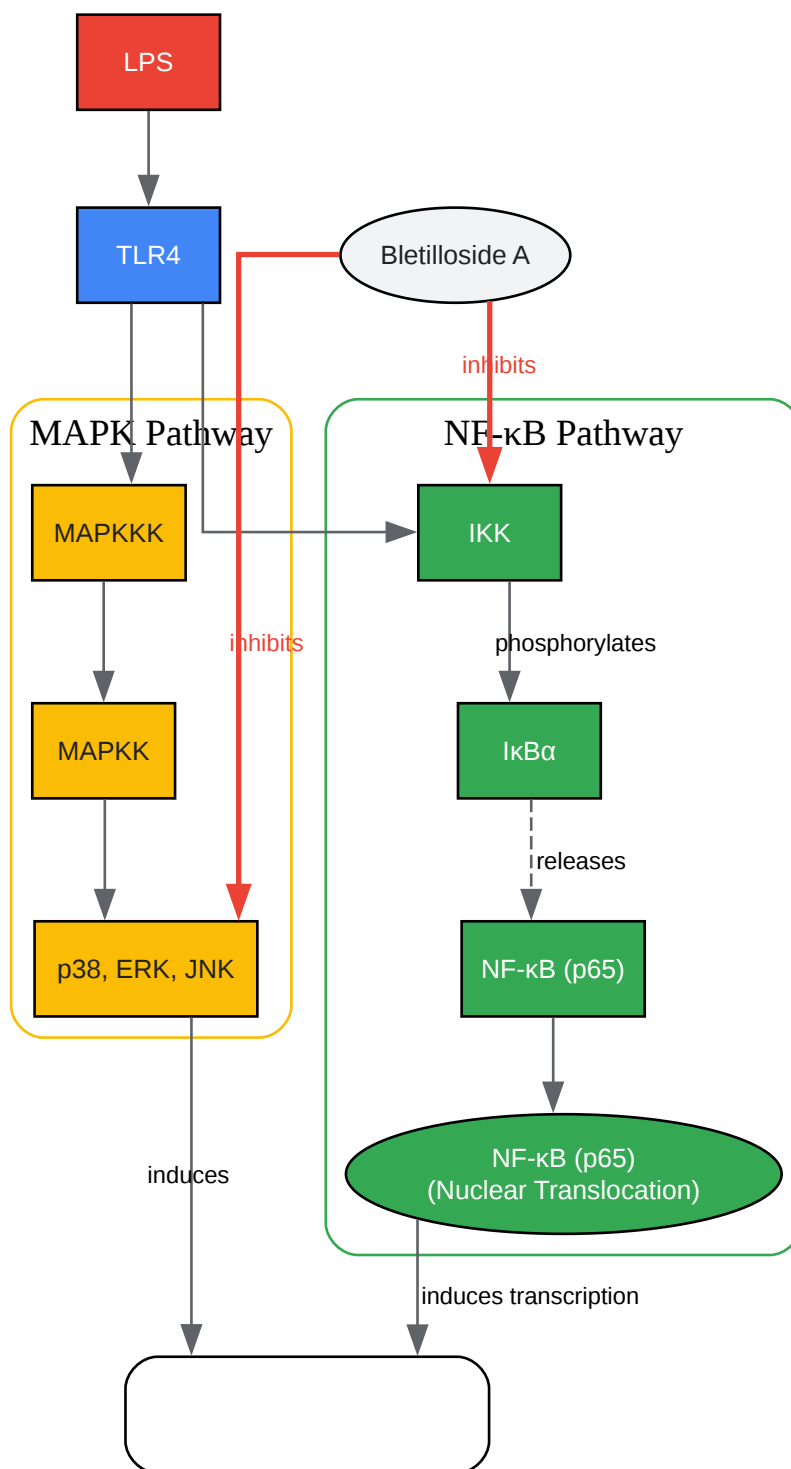 LPS
TLR4
Bletilloside A
inhibits
MAPK Pathway
NF-κB Pathway
MAPKKK
IKK
inhibits
phosphorylates
MAPKK
IκBα
releases
p38, ERK, JNK
NF-κB (p65)
NF-κB (p65)
(Nuclear Translocation)
induces
induces transcription